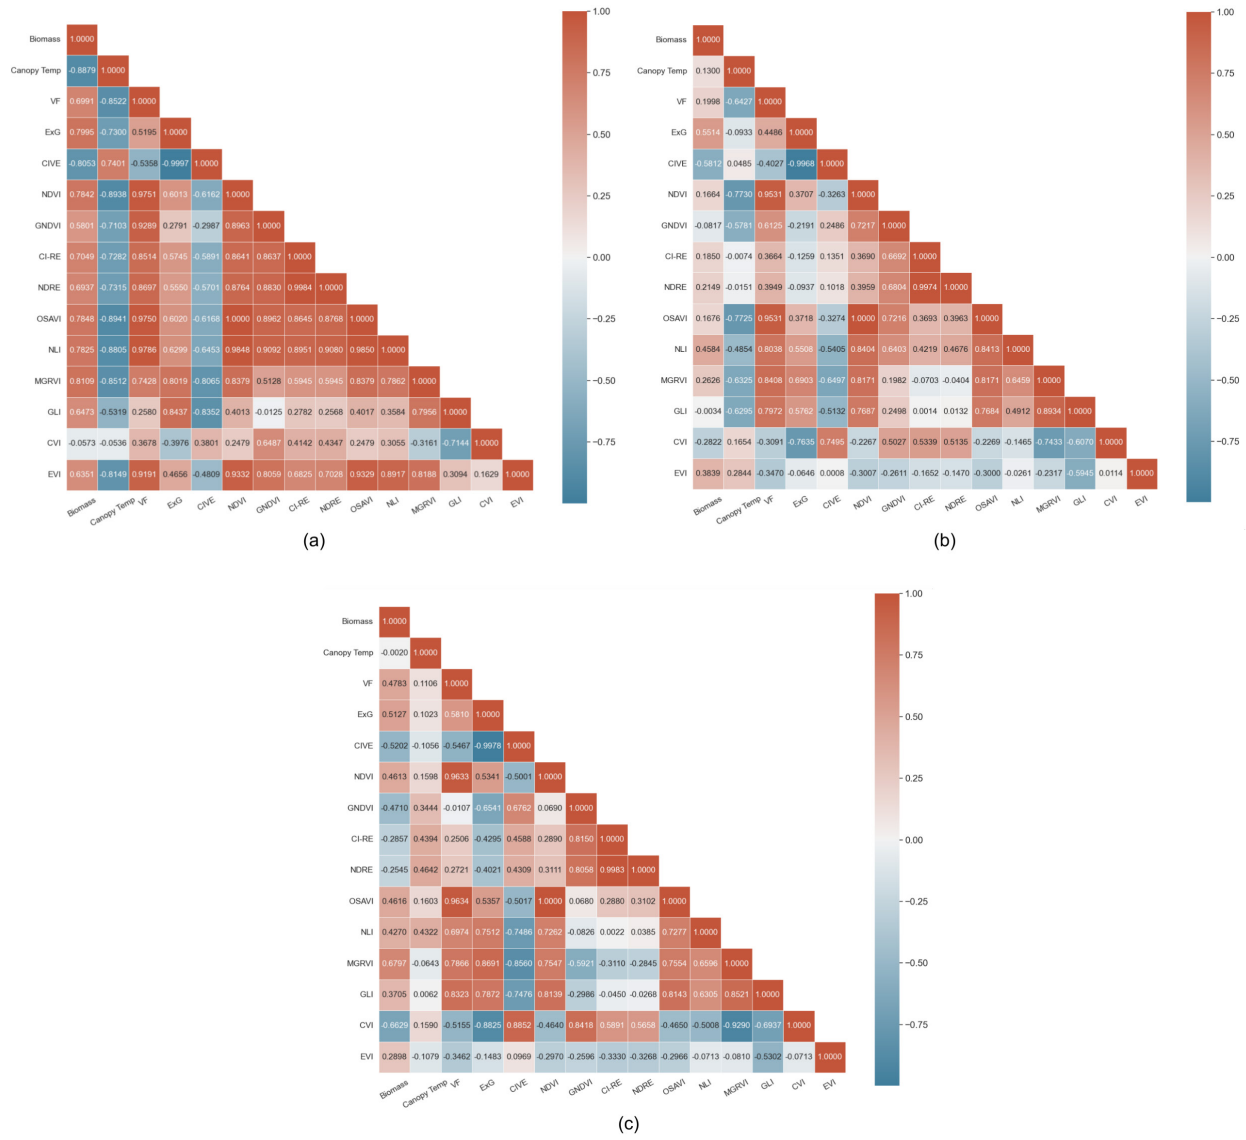 1.00
Biomass 1.0000
Canopy Temp -0.8879 1.0000
0.75
VF 0.6991 -0.8522 1.0000
ExG 0.7995 -0.7300 0.5195 1.0000
0.50
CIVE -0.8053 0.7401 -0.5358 -0.9997 1.0000
NDVI 0.7842 -0.8938 0.9751 0.6013 -0.6162 1.0000
0.25
GNDVI 0.5801 -0.7103 0.9289 0.2791 -0.2987 0.8963 1.0000
CI-RE 0.7049 -0.7282 0.8514 0.5745 -0.5891 0.8641 0.8637 1.0000
0.00
NDRE 0.6937 -0.7315 0.8697 0.5550 -0.5701 0.8764 0.8830 0.9984 1.0000
OSAVI 0.7848 -0.8941 0.9750 0.6020 -0.6168 1.0000 0.8962 0.8645 0.8768 1.0000
−0.25
NLI 0.7825 -0.8805 0.9786 0.6299 -0.6453 0.9848 0.9092 0.8951 0.9080 0.9850 1.0000
MGRVI 0.8109 -0.8512 0.7428 0.8019 -0.8065 0.8379 0.5128 0.5945 0.5945 0.8379 0.7862 1.0000
−0.50
GLI 0.6473 -0.5319 0.2580 0.8437 -0.8352 0.4013 -0.0125 0.2782 0.2568 0.4017 0.3584 0.7956 1.0000
CVI -0.0573 -0.0536 0.3678 -0.3976 0.3801 0.2479 0.6487 0.4142 0.4347 0.2479 0.3055 -0.3161 -0.7144 1.0000
−0.75
EVI 0.6351 -0.8149 0.9191 0.4656 -0.4809 0.9332 0.8059 0.6825 0.7028 0.9329 0.8917 0.8188 0.3094 0.1629 1.0000
Biomass Canopy Temp VF ExG CIVE NDVI GNDVI CI-RE NDRE OSAVI NLI MGRVI GLI CVI EVI
(a)
1.00
Biomass 1.0000
Canopy Temp 0.1300 1.0000
0.75
VF 0.1998 -0.6427 1.0000
ExG 0.5514 -0.0933 0.4486 1.0000
0.50
CIVE -0.5812 0.0485 -0.4027 -0.9968 1.0000
NDVI 0.1664 -0.7730 0.9531 0.3707 -0.3263 1.0000
0.25
GNDVI -0.0817 -0.5781 0.6125 -0.2191 0.2486 0.7217 1.0000
CI-RE 0.1850 -0.0074 0.3664 -0.1259 0.1351 0.3690 0.6692 1.0000
0.00
NDRE 0.2149 -0.0151 0.3949 -0.0937 0.1018 0.3959 0.6804 0.9974 1.0000
OSAVI 0.1676 -0.7725 0.9531 0.3718 -0.3274 1.0000 0.7216 0.3693 0.3963 1.0000
−0.25
NLI 0.4584 -0.4854 0.8038 0.5508 -0.5405 0.8404 0.6403 0.4219 0.4676 0.8413 1.0000
MGRVI 0.2626 -0.6325 0.8408 0.6903 -0.6497 0.8171 0.1982 -0.0703 -0.0404 0.8171 0.6459 1.0000
−0.50
GLI -0.0034 -0.6295 0.7972 0.5762 -0.5132 0.7687 0.2498 0.0014 0.0132 0.7684 0.4912 0.8934 1.0000
CVI -0.2822 0.1654 -0.3091 -0.7635 0.7495 -0.2267 0.5027 0.5339 0.5135 -0.2269 -0.1465 -0.7433 -0.6070 1.0000
−0.75
EVI 0.3839 0.2844 -0.3470 -0.0646 0.0008 -0.3007 -0.2611 -0.1652 -0.1470 -0.3000 -0.0261 -0.2317 -0.5945 0.0114 1.0000
Biomass Canopy Temp VF ExG CIVE NDVI GNDVI CI-RE NDRE OSAVI NLI MGRVI GLI CVI EVI
(b)
1.00
Biomass 1.0000
Canopy Temp -0.0020 1.0000
0.75
VF 0.4783 0.1106 1.0000
ExG 0.5127 0.1023 0.5810 1.0000
0.50
CIVE -0.5202 -0.1056 -0.5467 -0.9978 1.0000
NDVI 0.4613 0.1598 0.9633 0.5341 -0.5001 1.0000
0.25
GNDVI -0.4710 0.3444 -0.0107 -0.6541 0.6762 0.0690 1.0000
CI-RE -0.2857 0.4394 0.2506 -0.4295 0.4588 0.2890 0.8150 1.0000
0.00
NDRE -0.2545 0.4642 0.2721 -0.4021 0.4309 0.3111 0.8058 0.9983 1.0000
OSAVI 0.4616 0.1603 0.9634 0.5357 -0.5017 1.0000 0.0680 0.2880 0.3102 1.0000
−0.25
NLI 0.4270 0.4322 0.6974 0.7512 -0.7486 0.7262 -0.0826 0.0022 0.0385 0.7277 1.0000
MGRVI 0.6797 -0.0643 0.7866 0.8691 -0.8560 0.7547 -0.5921 -0.3110 -0.2845 0.7554 0.6596 1.0000
−0.50
GLI 0.3705 0.0062 0.8323 0.7872 -0.7476 0.8139 -0.2986 -0.0450 -0.0268 0.8143 0.6305 0.8521 1.0000
CVI -0.6629 0.1590 -0.5155 -0.8825 0.8852 -0.4640 0.8418 0.5891 0.5658 -0.4650 -0.5008 -0.9290 -0.6937 1.0000
−0.75
EVI 0.2898 -0.1079 -0.3462 -0.1483 0.0969 -0.2970 -0.2596 -0.3330 -0.3268 -0.2966 -0.0713 -0.0810 -0.5302 -0.0713 1.0000
Biomass Canopy Temp VF ExG CIVE NDVI GNDVI CI-RE NDRE OSAVI NLI MGRVI GLI CVI EVI
(c)